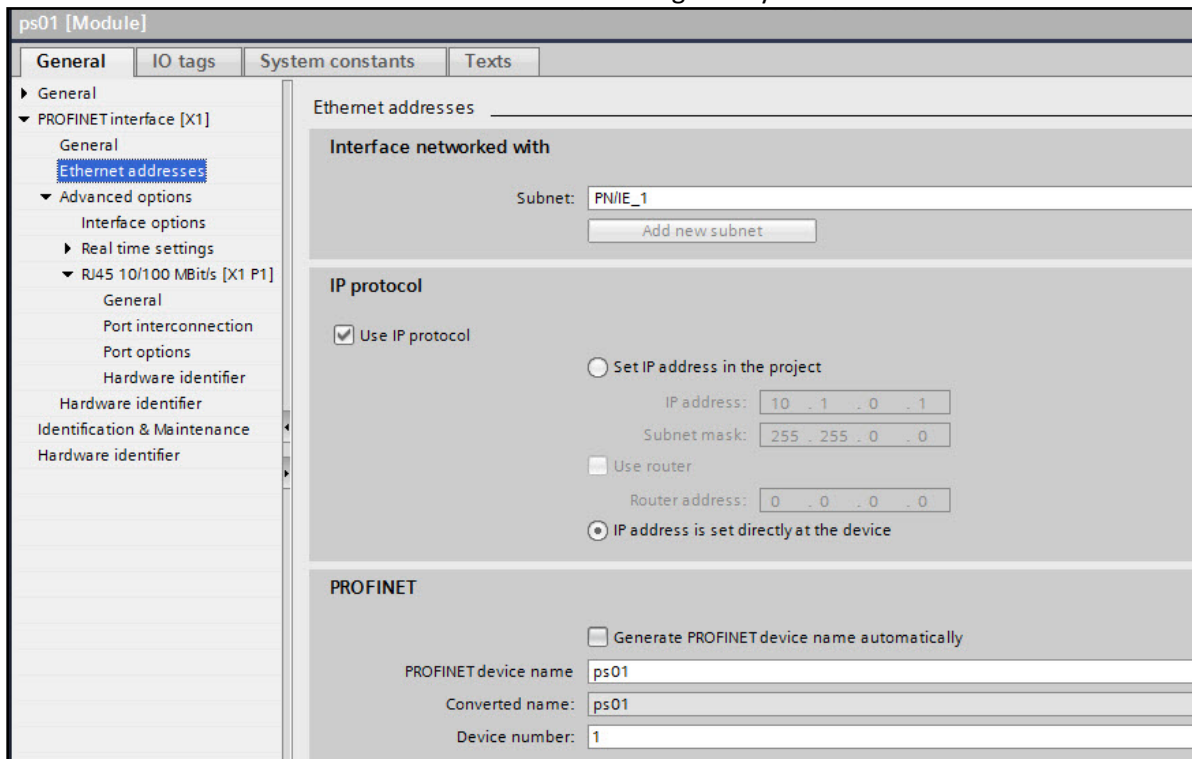 ps01 [Module]
General IO tags System constants Texts
General
PROFINET interface [X1]
General
Ethernet addresses
Advanced options
Interface options
Real time settings
RJ45 10/100 MBit/s [X1 P1]
General
Port interconnection
Port options
Hardware identifier
Hardware identifier
Identification & Maintenance
Hardware identifier
Ethernet addresses
Interface networked with
Subnet: PN/IE_1
Add new subnet
IP protocol
Use IP protocol
Set IP address in the project
IP address: 10 . 1 . 0 . 1
Subnet mask: 255 . 255 . 0 . 0
Use router
Router address: 0 . 0 . 0 . 0
IP address is set directly at the device
PROFINET
Generate PROFINET device name automatically
PROFINET device name ps01
Converted name: ps01
Device number: 1